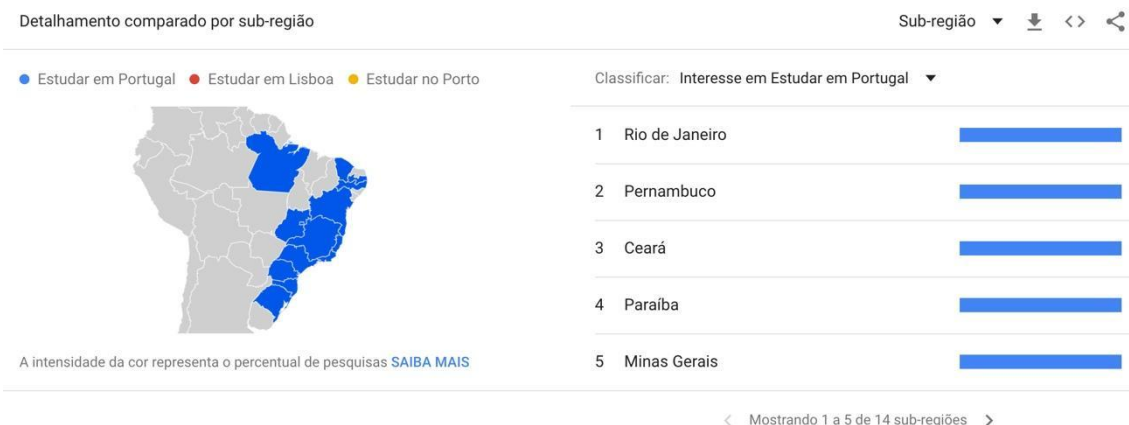 Detalhamento comparado por sub-região
Sub-região
Estudar em Portugal Estudar em Lisboa Estudar no Porto
A intensidade da cor representa o percentual de pesquisas SAIBA MAIS
Classificar: Interesse em Estudar em Portugal
1 Rio de Janeiro
2 Pernambuco
3 Ceará
4 Paraíba
5 Minas Gerais
Mostrando 1 a 5 de 14 sub-regiões